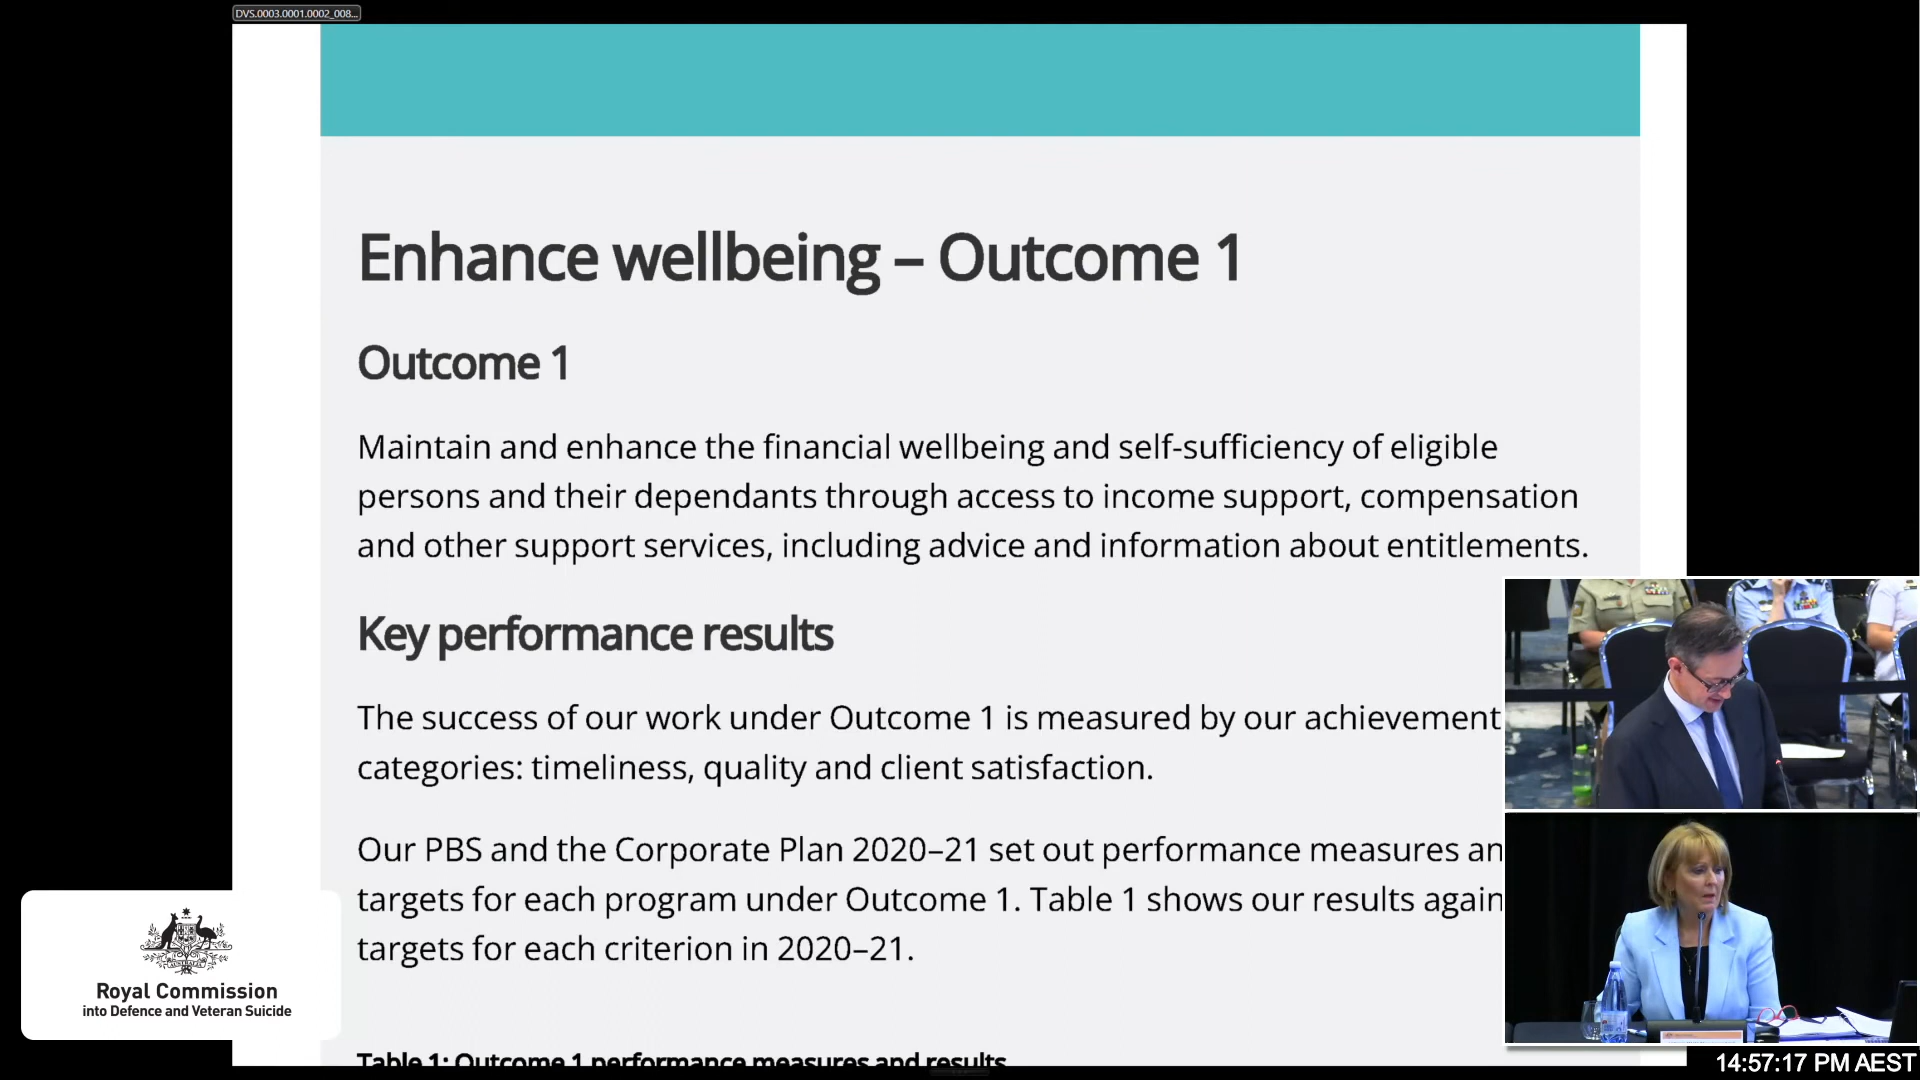 DVS.0003.0001.0002_008...
Enhance wellbeing – Outcome 1
Outcome 1
Maintain and enhance the financial wellbeing and self-sufficiency of eligible
persons and their dependants through access to income support, compensation
and other support services, including advice and information about entitlements.
Key performance results
The success of our work under Outcome 1 is measured by our achievement
categories: timeliness, quality and client satisfaction.
Our PBS and the Corporate Plan 2020–21 set out performance measures an
targets for each program under Outcome 1. Table 1 shows our results again
targets for each criterion in 2020–21.
Table 1: Outcome 1 performance measures and results
AUSTRALIA
Royal Commission
into Defence and Veteran Suicide
14:57:17 PM AEST